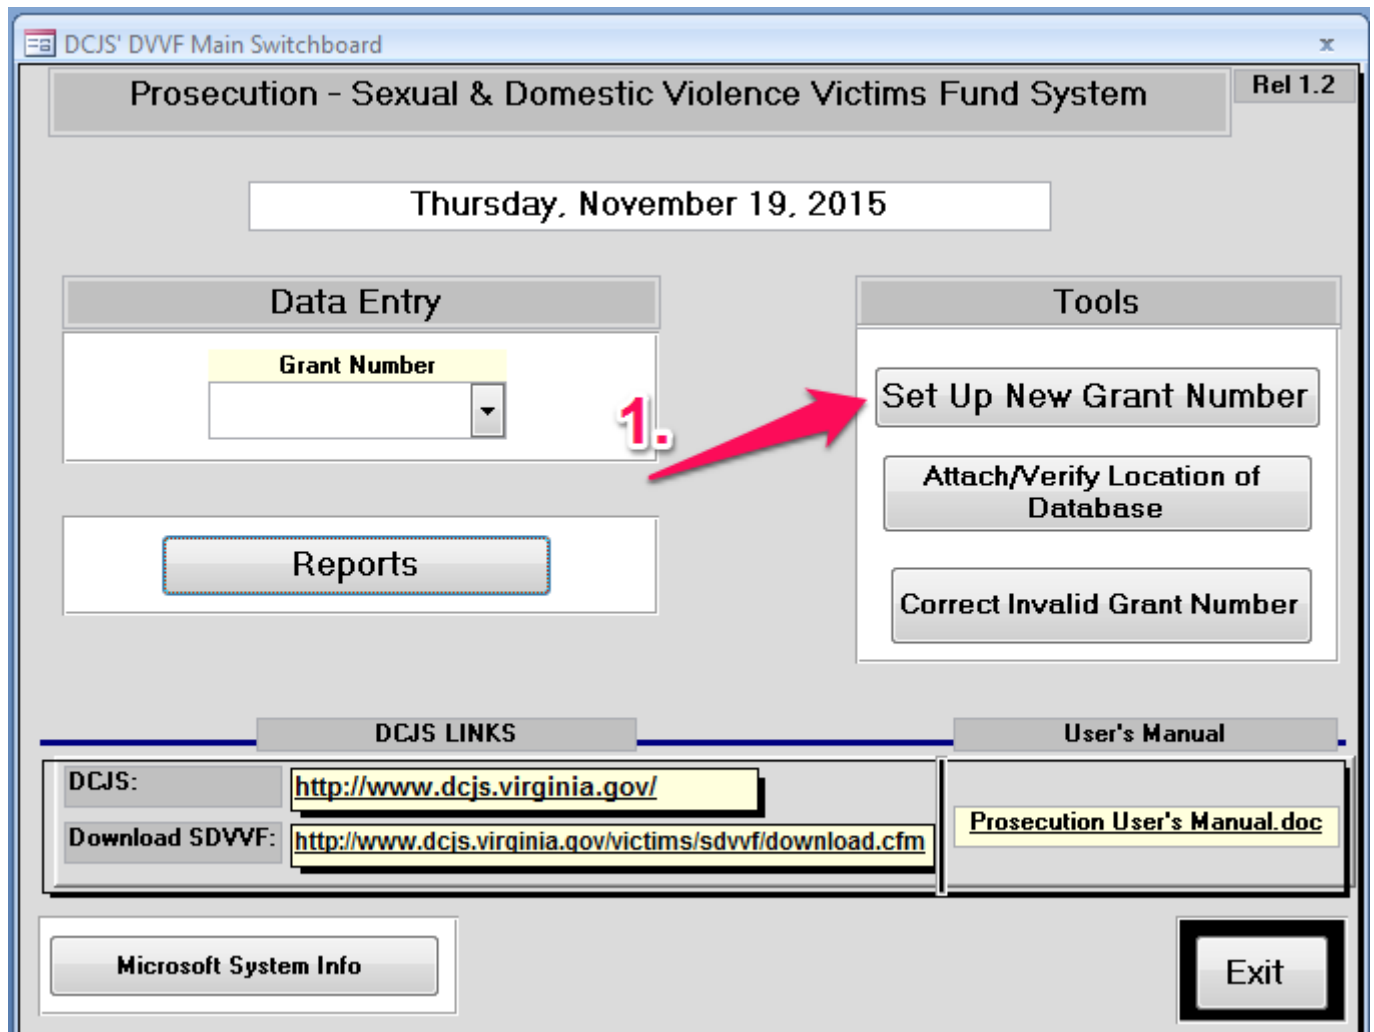 DCJS' DVVF Main Switchboard
x
Prosecution - Sexual & Domestic Violence Victims Fund System
Rel 1.2
Thursday, November 19, 2015
Data Entry
Grant Number
Reports
1.
Tools
Set Up New Grant Number
Attach/Verify Location of
Database
Correct Invalid Grant Number
DCJS LINKS
DCJS:
http://www.dcjs.virginia.gov/
Download SDVVF:
http://www.dcjs.virginia.gov/victims/sdvvf/download.cfm
User's Manual
Prosecution User's Manual.doc
Microsoft System Info
Exit